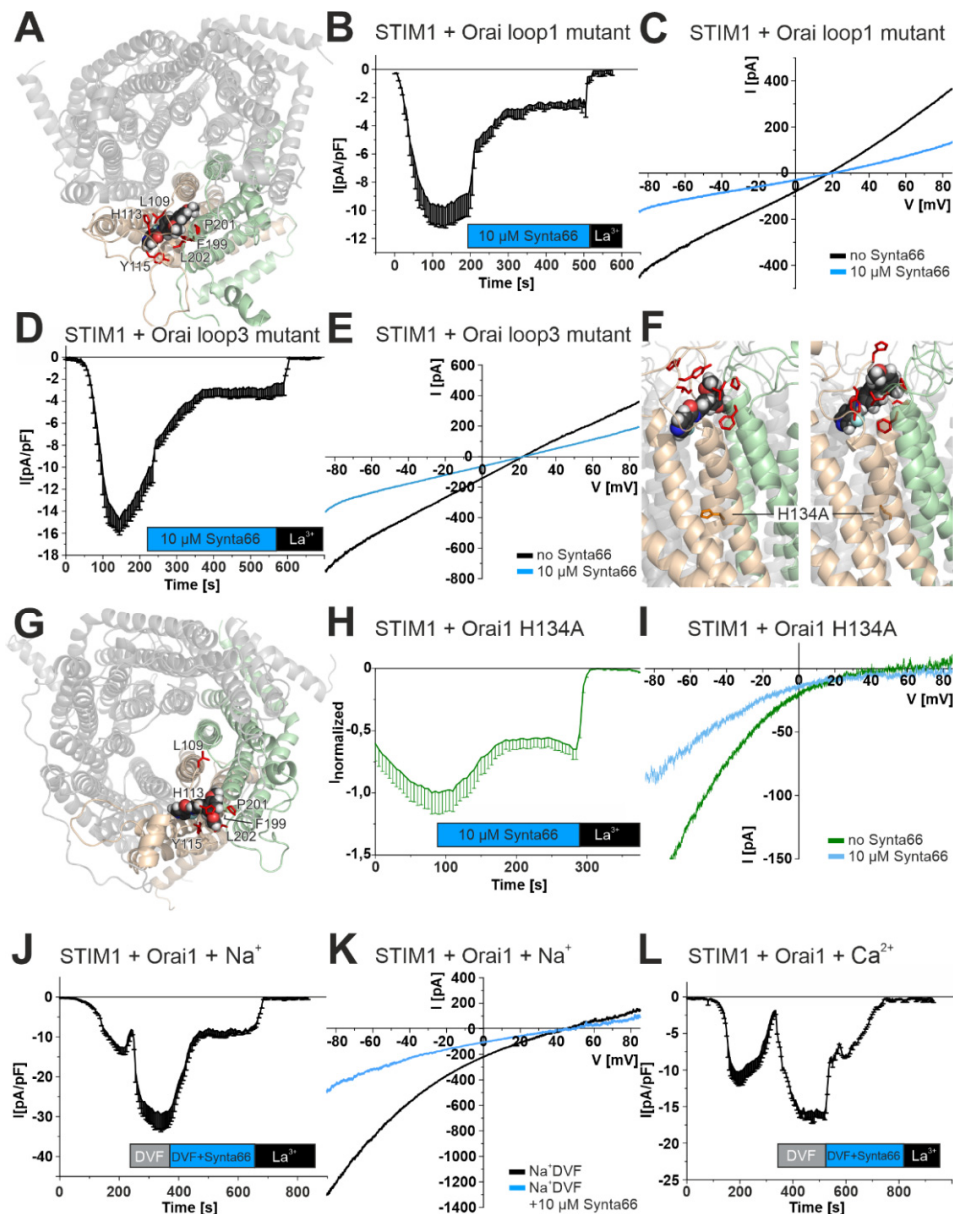 A
L109
H113
P201
F199
L202
Y115
B STIM1 + Orai loop1 mutant
0
-2
-4
-6
-8
-10
-12
I[pA/pF]
10 µM Synta66
La³⁺
0 100 200 300 400 500 600
Time [s]
C STIM1 + Orai loop1 mutant
I [pA]
400
200
-80 -60 -40 -20 0 20 40 60 80
V [mV]
-200
-400
no Synta66
10 µM Synta66
D STIM1 + Orai loop3 mutant
0
-2
-4
-6
-8
-10
-12
-14
-16
-18
I[pA/pF]
10 µM Synta66
La³⁺
0 100 200 300 400 500 600
Time [s]
E STIM1 + Orai loop3 mutant
I [pA]
600
400
200
-80 -60 -40 -20 0 20 40 60 80
V [mV]
-200
-400
-600
-800
no Synta66
10 µM Synta66
F
H134A
G
L109
H113
P201
F199
L202
Y115
H STIM1 + Orai1 H134A
0
-0.5
-1.0
-1.5
Inormalized
10 µM Synta66
La³⁺
0 100 200 300
Time [s]
I STIM1 + Orai1 H134A
-80 -60 -40 -20 0 20 40 60 80
V [mV]
-50
-100
-150
I [pA]
no Synta66
10 µM Synta66
J STIM1 + Orai1 + Na⁺
0
-10
-20
-30
-40
I[pA/pF]
DVF
DVF+Synta66
La³⁺
0 200 400 600 800
Time [s]
K STIM1 + Orai1 + Na⁺
I [pA]
400
200
-80 -60 -40 -20 0 20 40 60 80
V [mV]
-200
-400
-600
-800
-1000
-1200
-1400
Na⁺DVF
Na⁺DVF
+10 µM Synta66
L STIM1 + Orai1 + Ca²⁺
0
-5
-10
-15
-20
-25
I[pA/pF]
DVF
DVF+Synta66
La³⁺
0 200 400 600 800 1000
Time [s]